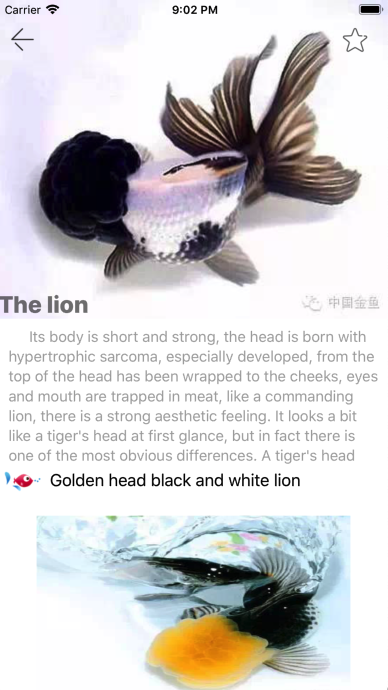 Carrier 9:02 PM
中国金鱼
The lion
Its body is short and strong, the head is born with
hypertrophic sarcoma, especially developed, from the
top of the head has been wrapped to the cheeks, eyes
and mouth are trapped in meat, like a commanding
lion, there is a strong aesthetic feeling. It looks a bit
like a tiger's head at first glance, but in fact there is
one of the most obvious differences. A tiger's head
Golden head black and white lion